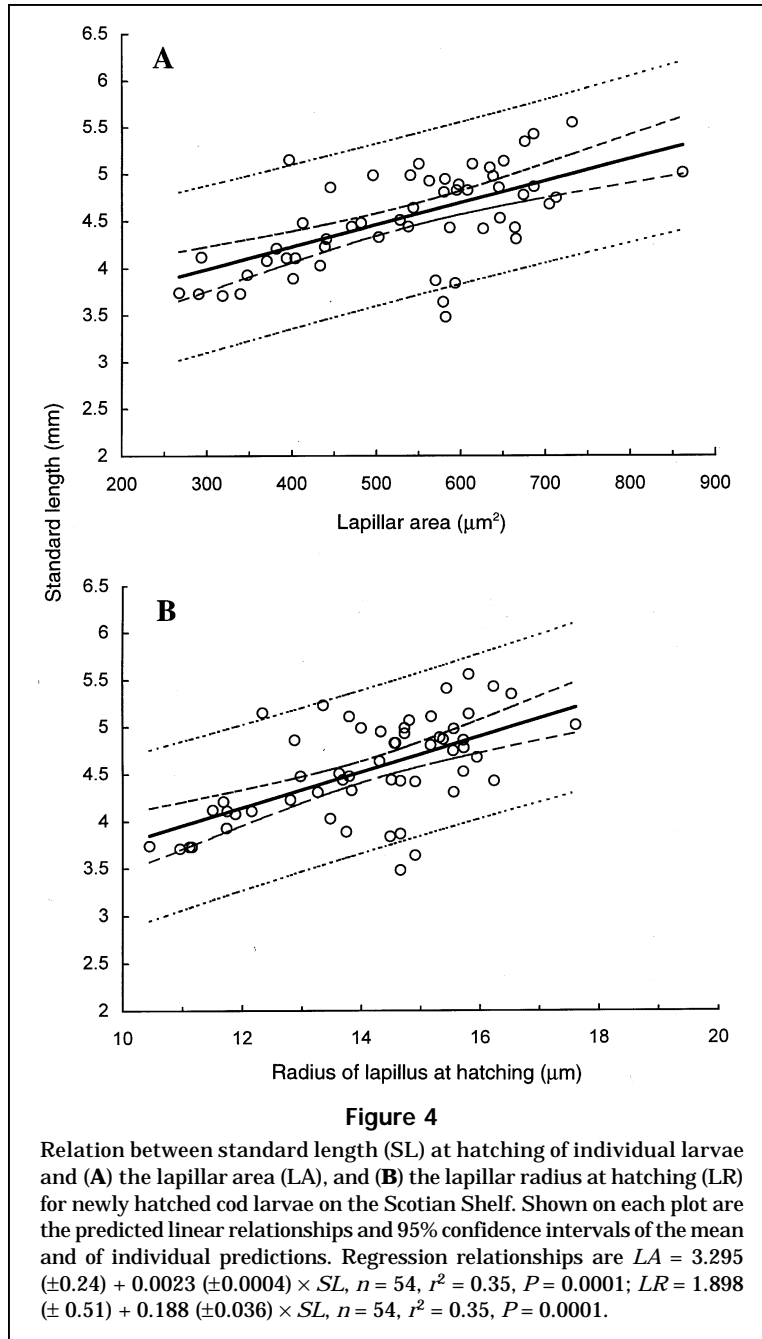 A
6.5
6
5.5
5
4.5
4
3.5
3
2.5
2
200 300 400 500 600 700 800 900
Lapillar area (µm²)
Standard length (mm)
B
6.5
6
5.5
5
4.5
4
3.5
3
2.5
2
10 12 14 16 18 20
Radius of lapillus at hatching (µm)
Figure 4
Relation between standard length (SL) at hatching of individual larvae
and (A) the lapillar area (LA), and (B) the lapillar radius at hatching (LR)
for newly hatched cod larvae on the Scotian Shelf. Shown on each plot are
the predicted linear relationships and 95% confidence intervals of the mean
and of individual predictions. Regression relationships are LA = 3.295
(±0.24) + 0.0023 (±0.0004) × SL, n = 54, r² = 0.35, P = 0.0001; LR = 1.898
(± 0.51) + 0.188 (±0.036) × SL, n = 54, r² = 0.35, P = 0.0001.